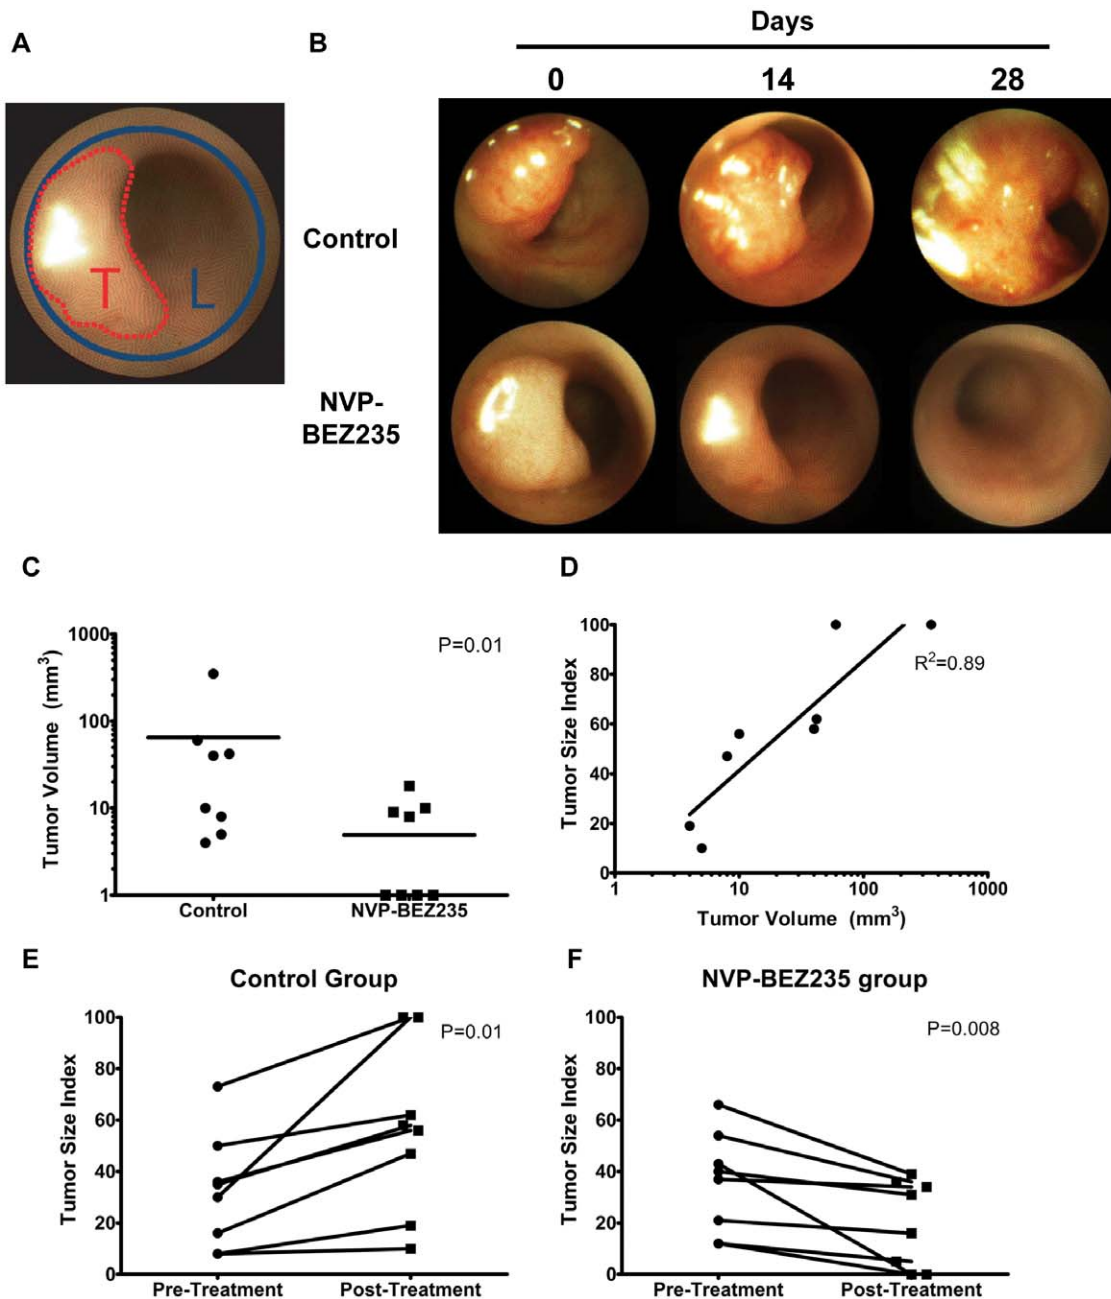 A
T
L
B
Days
0 14 28
Control
NVP-
BEZ235
C
Tumor Volume (mm³)
1000
100
10
1
P=0.01
Control NVP-BEZ235
D
Tumor Size Index
100
80
60
40
20
0
R²=0.89
1 10 100 1000
Tumor Volume (mm³)
E
Control Group
Tumor Size Index
100
80
60
40
20
0
P=0.01
Pre-Treatment Post-Treatment
F
NVP-BEZ235 group
Tumor Size Index
100
80
60
40
20
0
P=0.008
Pre-Treatment Post-Treatment